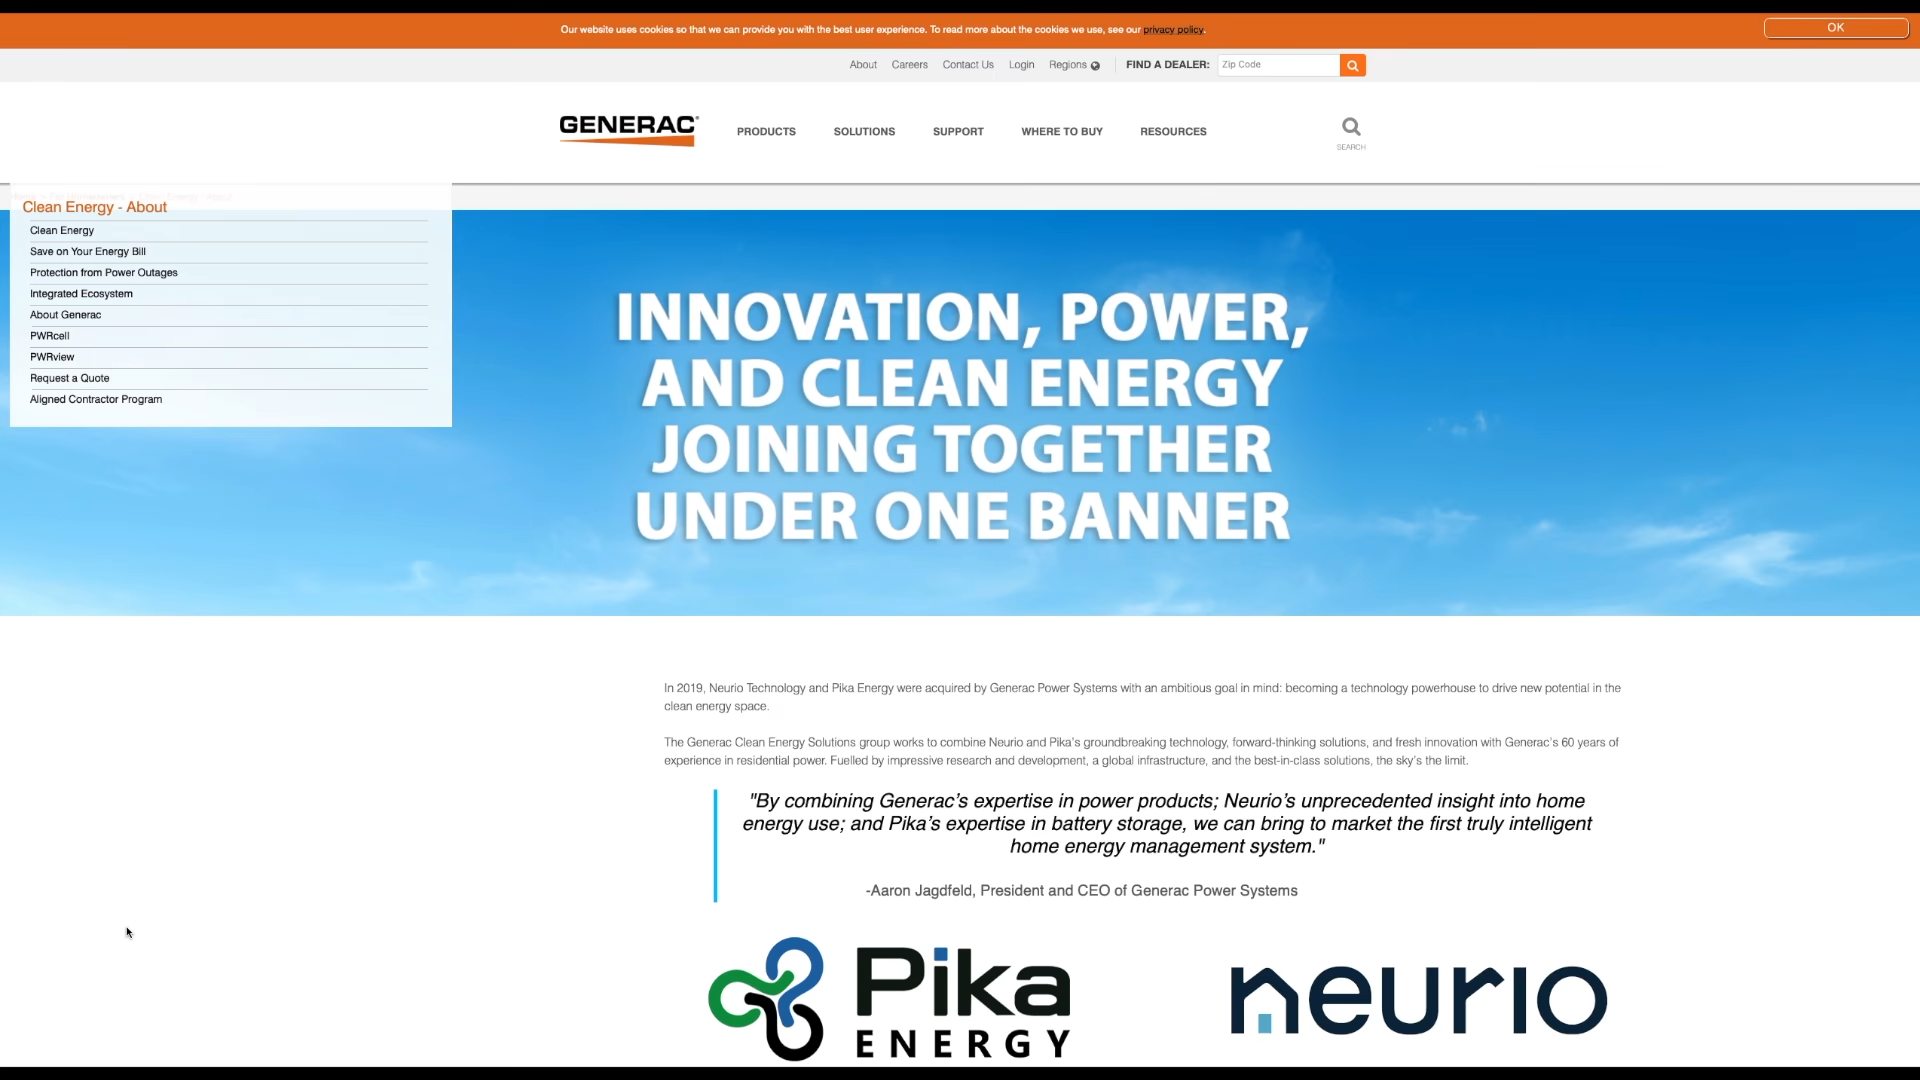 Our website uses cookies so that we can provide you with the best user experience. To read more about the cookies we use, see our privacy policy.
OK
About Careers Contact Us Login Regions FIND A DEALER: Zip Code
GENERAC PRODUCTS SOLUTIONS SUPPORT WHERE TO BUY RESOURCES
SEARCH
Clean Energy - About
Clean Energy
Save on Your Energy Bill
Protection from Power Outages
Integrated Ecosystem
About Generac
PWRcell
PWRview
Request a Quote
Aligned Contractor Program
INNOVATION, POWER,
AND CLEAN ENERGY
JOINING TOGETHER
UNDER ONE BANNER
In 2019, Neurio Technology and Pika Energy were acquired by Generac Power Systems with an ambitious goal in mind: becoming a technology powerhouse to drive new potential in the
clean energy space.
The Generac Clean Energy Solutions group works to combine Neurio and Pika's groundbreaking technology, forward-thinking solutions, and fresh innovation with Generac's 60 years of
experience in residential power. Fuelled by impressive research and development, a global infrastructure, and the best-in-class solutions, the sky's the limit.
"By combining Generac's expertise in power products; Neurio's unprecedented insight into home
energy use; and Pika's expertise in battery storage, we can bring to market the first truly intelligent
home energy management system."
-Aaron Jagdfeld, President and CEO of Generac Power Systems
Pika
ENERGY
neurio